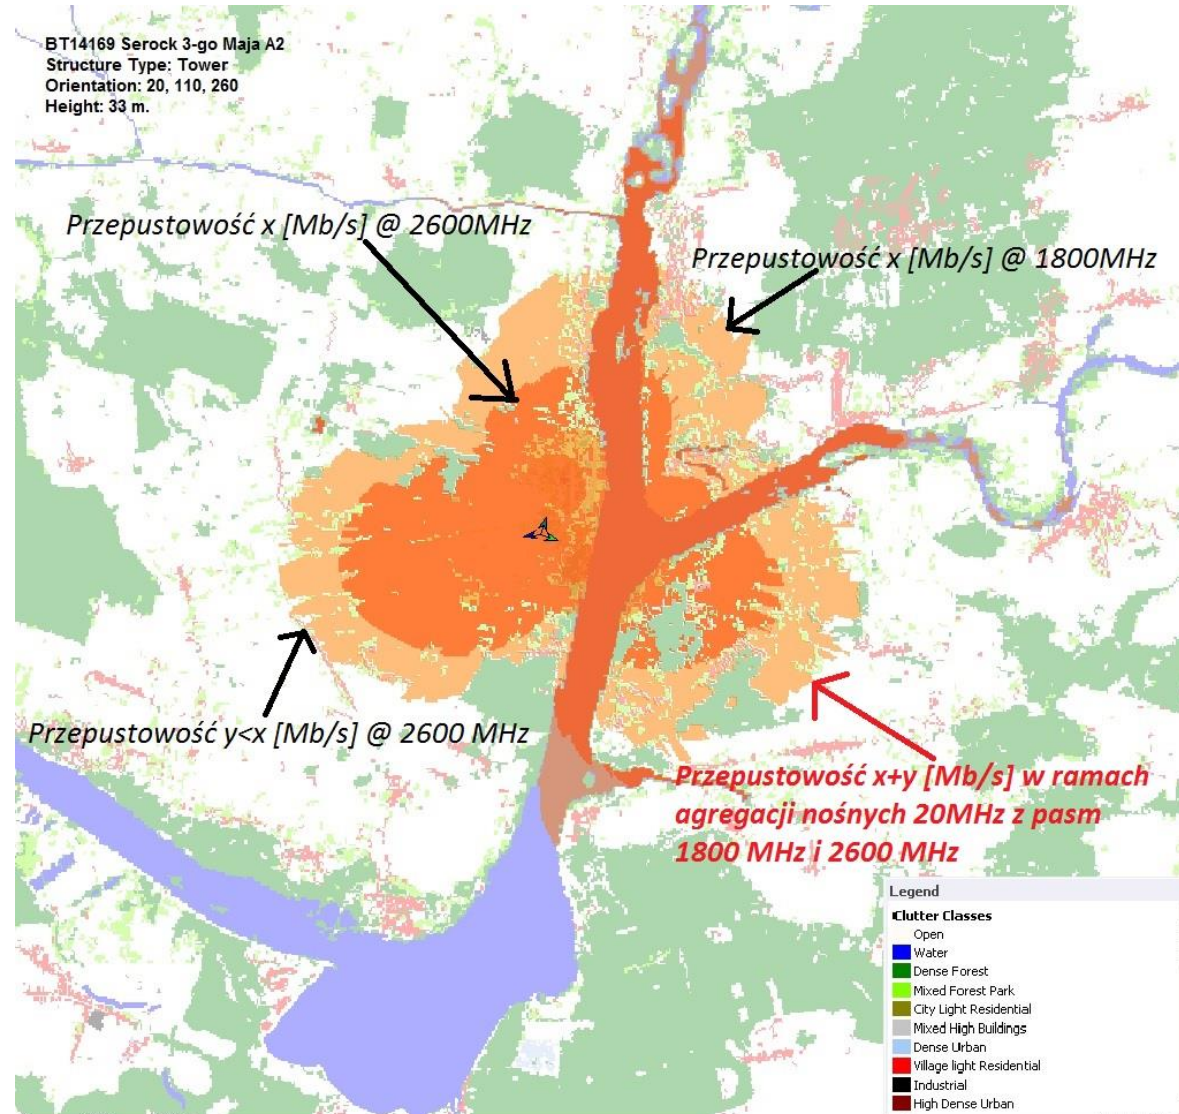 BT14169 Serock 3-go Maja A2
Structure Type: Tower
Orientation: 20, 110, 260
Height: 33 m.
Przepustowość x [Mb/s] @ 2600MHz
Przepustowość x [Mb/s] @ 1800MHz
Przepustowość y<x [Mb/s] @ 2600 MHz
Przepustowość x+y [Mb/s] w ramach
agregacji nośnych 20MHz z pasm
1800 MHz i 2600 MHz
Legend
Clutter Classes
Open
Water
Dense Forest
Mixed Forest Park
City Light Residential
Mixed High Buildings
Dense Urban
Village light Residential
Industrial
High Dense Urban